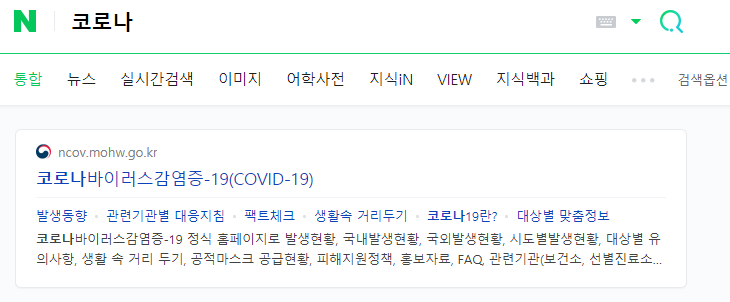 N 코로나
통합 뉴스 실시간검색 이미지 어학사전 지식iN VIEW 지식백과 쇼핑 검색옵션
ncov.mohw.go.kr
코로나바이러스감염증-19(COVID-19)
발생동향 • 관련기관별 대응지침 • 팩트체크 • 생활속 거리두기 • 코로나19란? • 대상별 맞춤정보
코로나바이러스감염증-19 정식 홈페이지로 발생현황, 국내발생현황, 국외발생현황, 시도별발생현황, 대상별 유
의사항, 생활 속 거리 두기, 공적마스크 공급현황, 피해지원정책, 홍보자료, FAQ, 관련기관(보건소, 선별진료소...